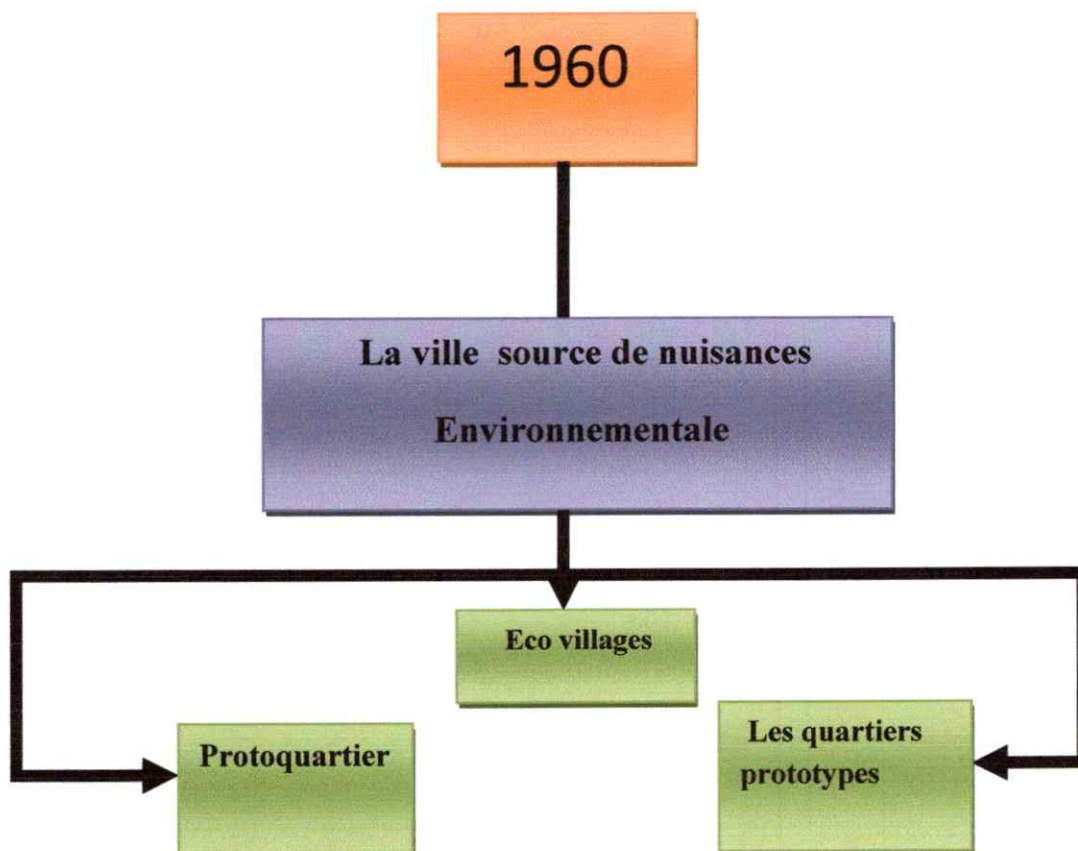 1960
La ville source de nuisances
Environnementale
Eco villages
Protoquartier
Les quartiers
prototypes